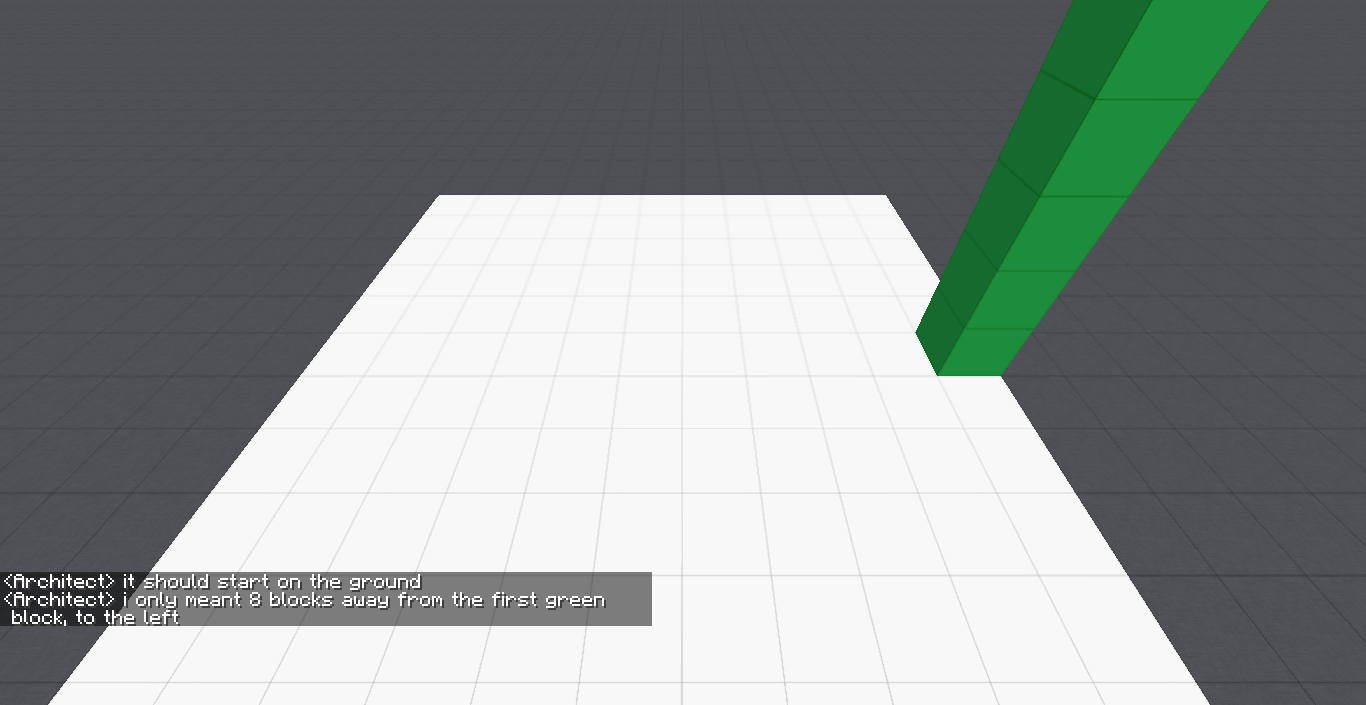 <Architect> it should start on the ground
<Architect> i only meant 8 blocks away from the first green
block, to the left